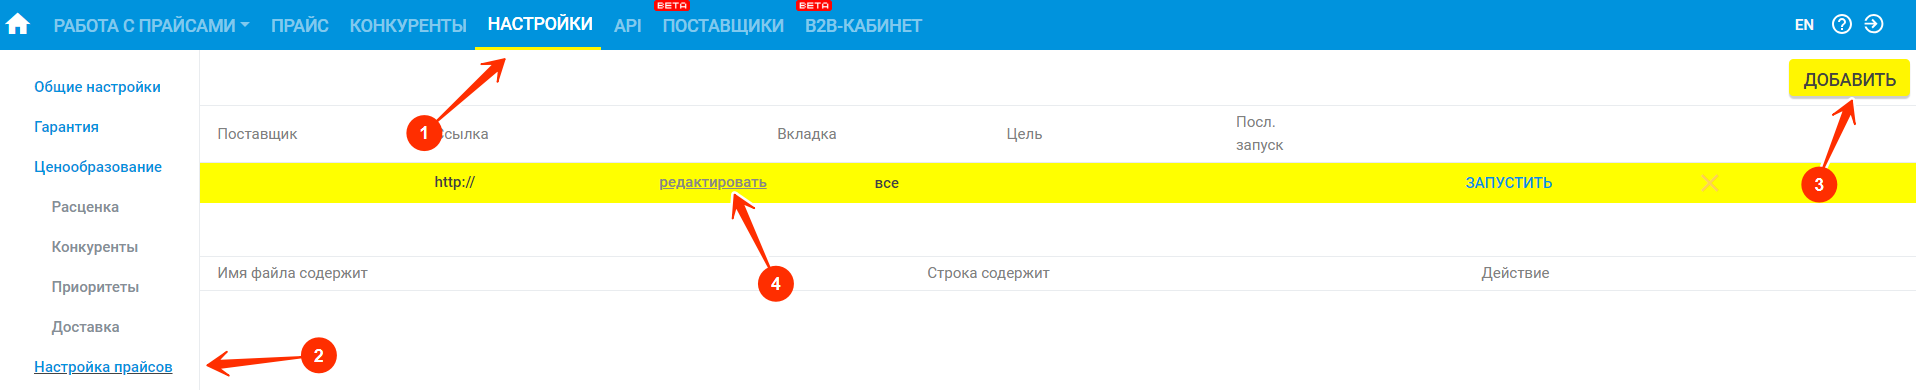 BETA BETA
РАБОТА С ПРАЙСАМИ ПРАЙС КОНКУРЕНТЫ НАСТРОЙКИ API ПОСТАВЩИКИ B2B-КАБИНЕТ EN ?
Общие настройки
ДОБАВИТЬ
Гарантия
1
Поставщик Ссылка Вкладка Цель Посл. запуск
Ценообразование
http:// редактировать все ЗАПУСТИТЬ
3
Расценка
Конкуренты
Имя файла содержит Строка содержит Действие
4
Приоритеты
Доставка
2
Настройка прайсов